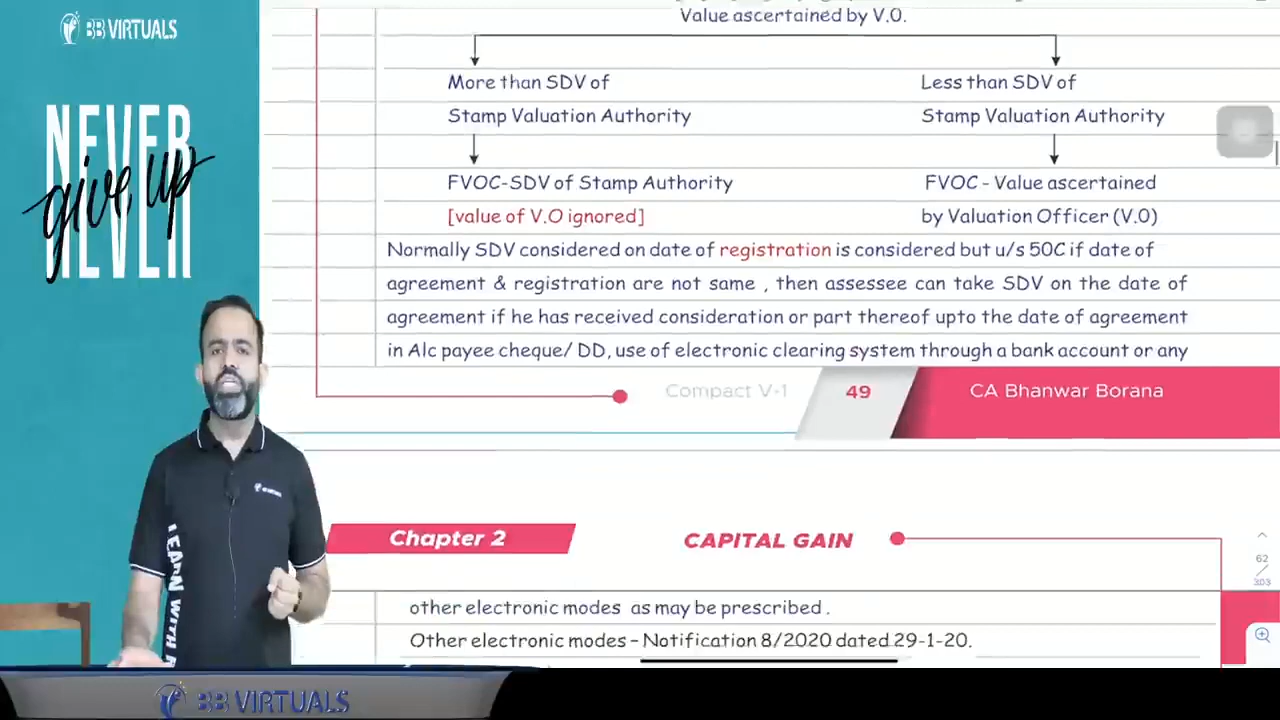 BB VIRTUALS
NEVER
give up
NEVER
Value ascertained by V.O.
More than SDV of
Less than SDV of
Stamp Valuation Authority
Stamp Valuation Authority
FVOC-SDV of Stamp Authority
FVOC - Value ascertained
[value of V.O ignored]
by Valuation Officer (V.O)
Normally SDV considered on date of registration is considered but u/s 50C if date of
agreement & registration are not same , then assessee can take SDV on the date of
agreement if he has received consideration or part thereof upto the date of agreement
in A/c payee cheque/ DD, use of electronic clearing system through a bank account or any
Compact V-1
49
CA Bhanwar Borana
Chapter 2
CAPITAL GAIN
62
/
303
other electronic modes as may be prescribed .
Other electronic modes – Notification 8/2020 dated 29-1-20.
LEARN WITH
BB VIRTUALS